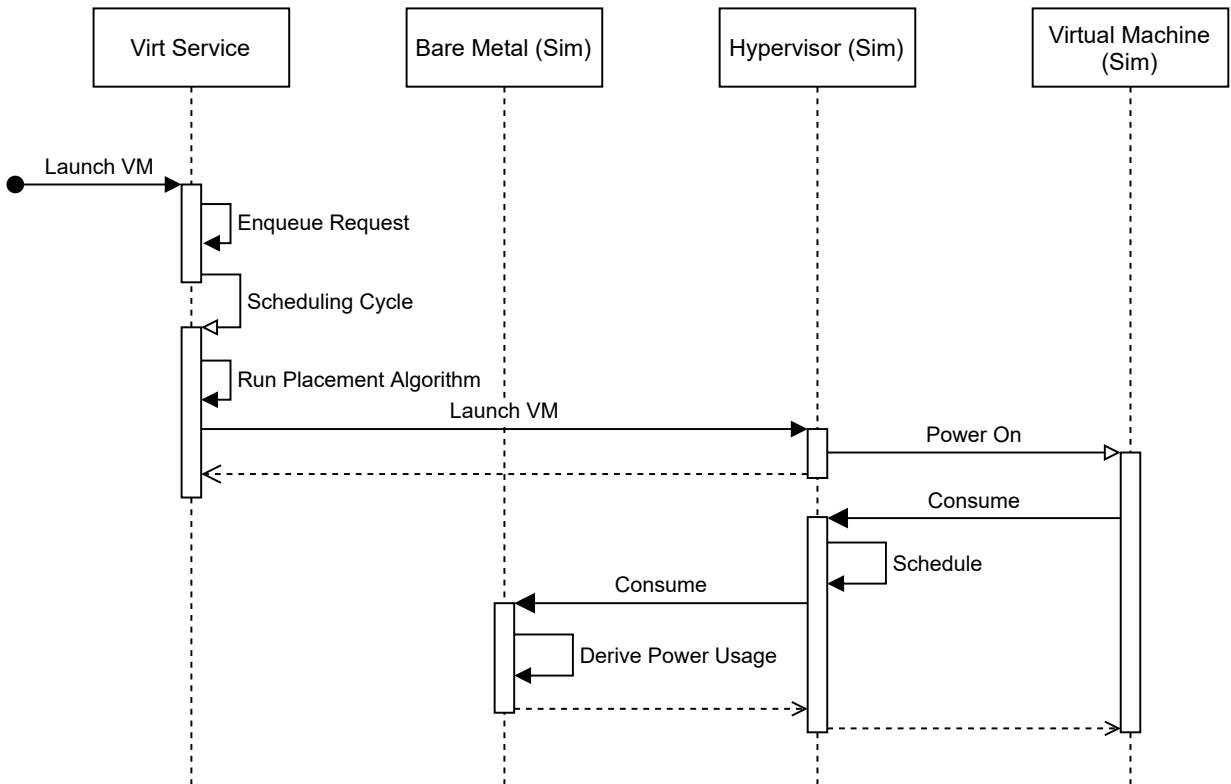 Virt Service
Bare Metal (Sim)
Hypervisor (Sim)
Virtual Machine
(Sim)
Launch VM
Enqueue Request
Scheduling Cycle
Run Placement Algorithm
Launch VM
Power On
Consume
Schedule
Consume
Derive Power Usage